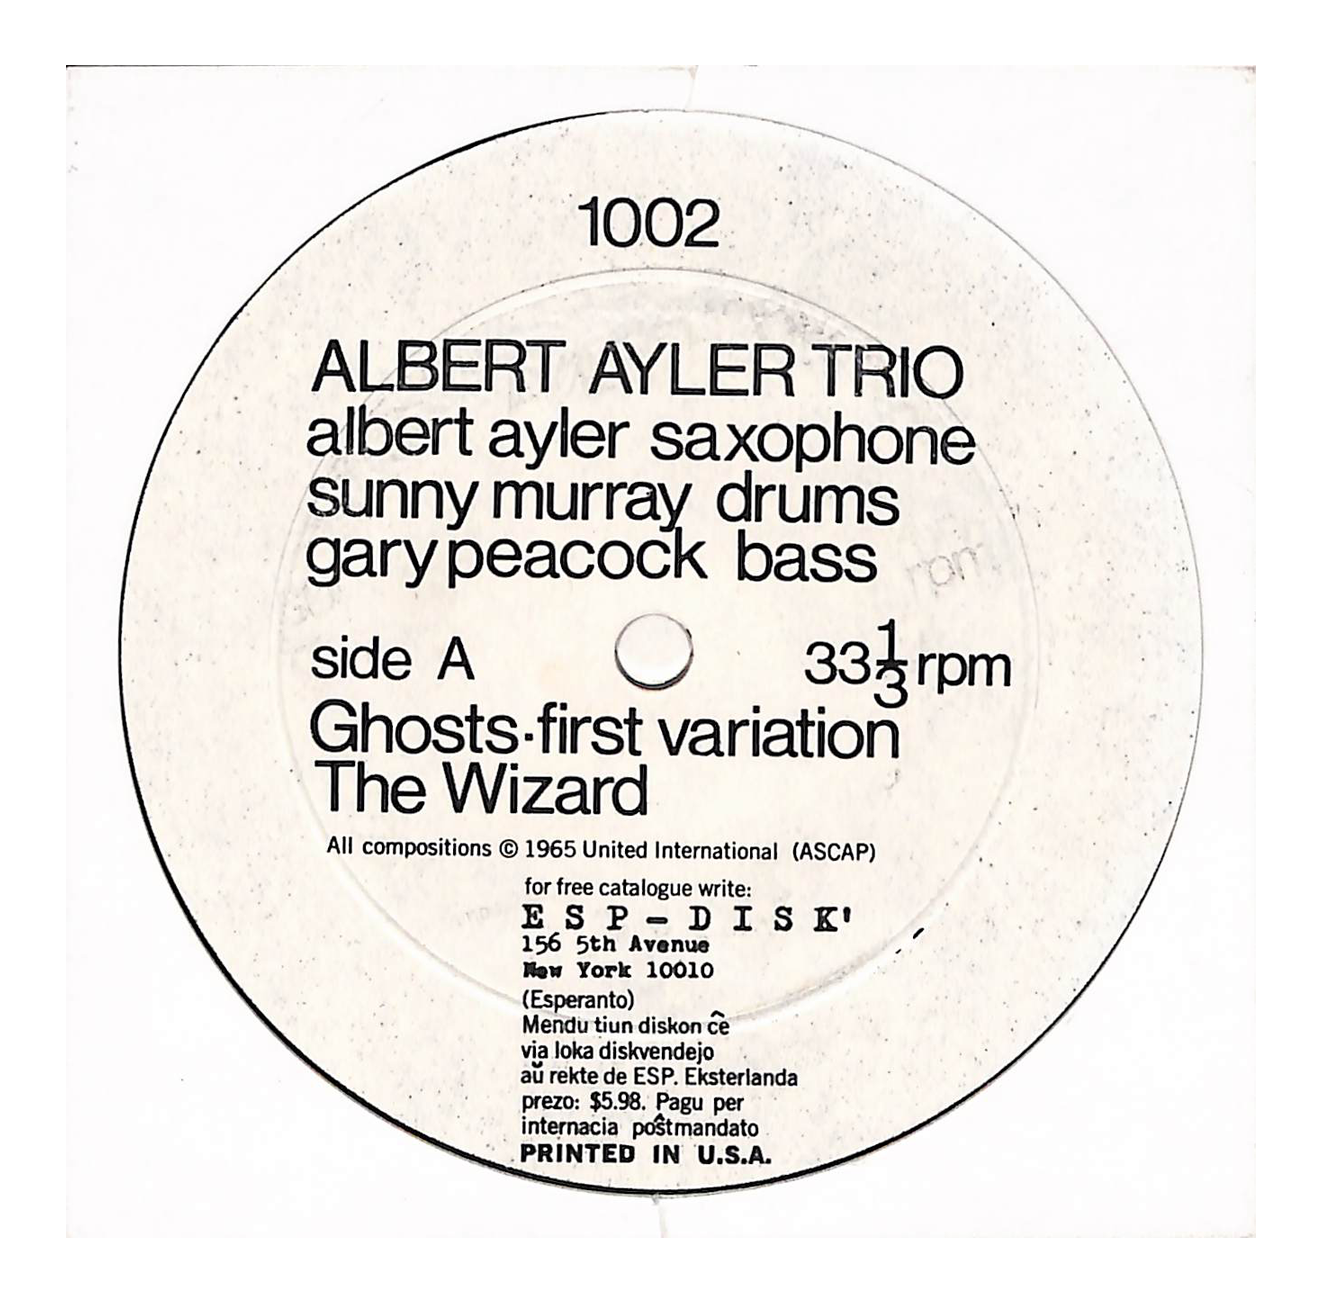 1002
ALBERT AYLER TRIO
albert ayler saxophone
sunny murray drums
gary peacock bass
rpm
side A 33 1/3 rpm
Ghosts·first variation
The Wizard
All compositions © 1965 United International (ASCAP)
for free catalogue write:
ESP-DISK'
156 5th Avenue
New York 10010
(Esperanto)
Mendu tiun diskon ĉe
via loka diskvendejo
aŭ rekte de ESP. Eksterlanda
prezo: $5.98. Pagu per
internacia poŝtmandato
PRINTED IN U.S.A.